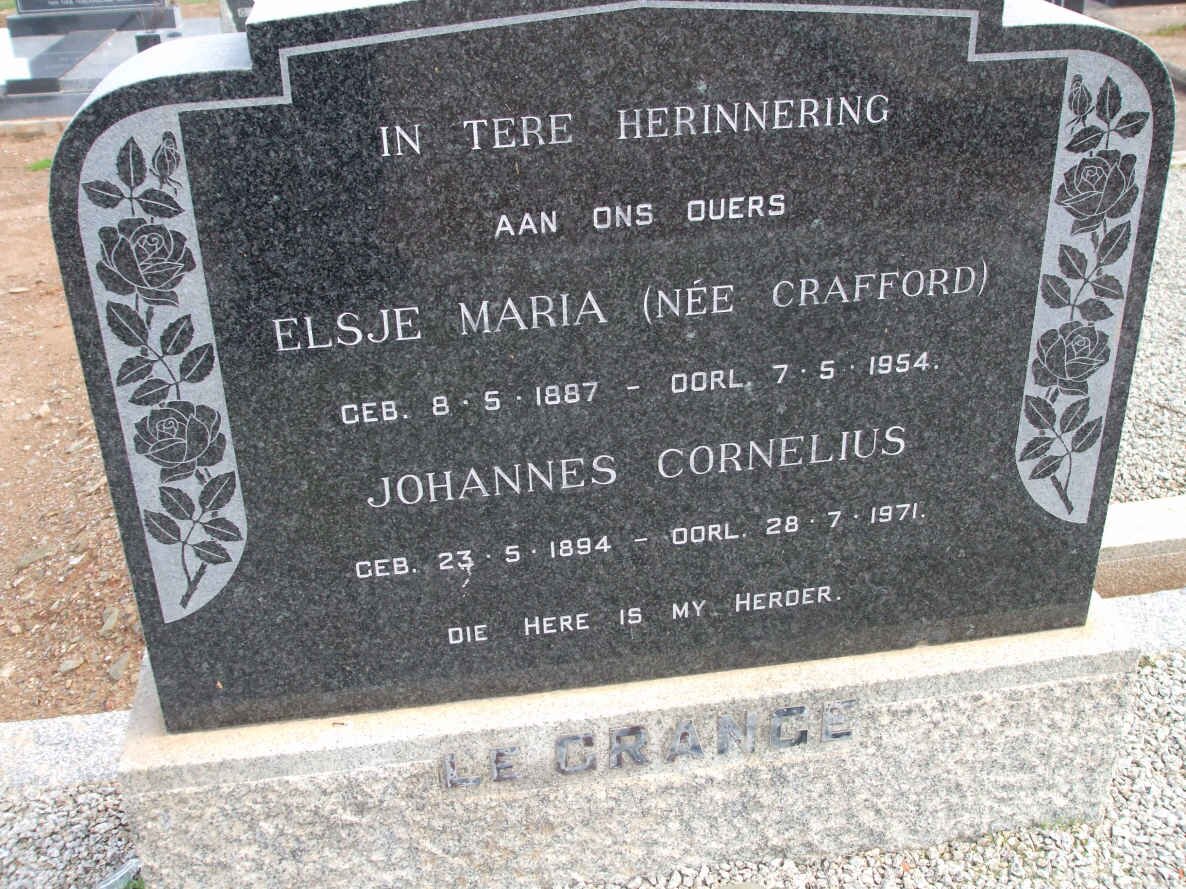 IN TERE HERINNERING
AAN ONS OUERS
ELSJE MARIA (NÉE CRAFFORD)
GEB. 8·5·1887 – OORL. 7·5·1954.
JOHANNES CORNELIUS
GEB. 23·5·1894 – OORL. 28·7·1971.
DIE HERE IS MY HERDER.
LE GRANGE